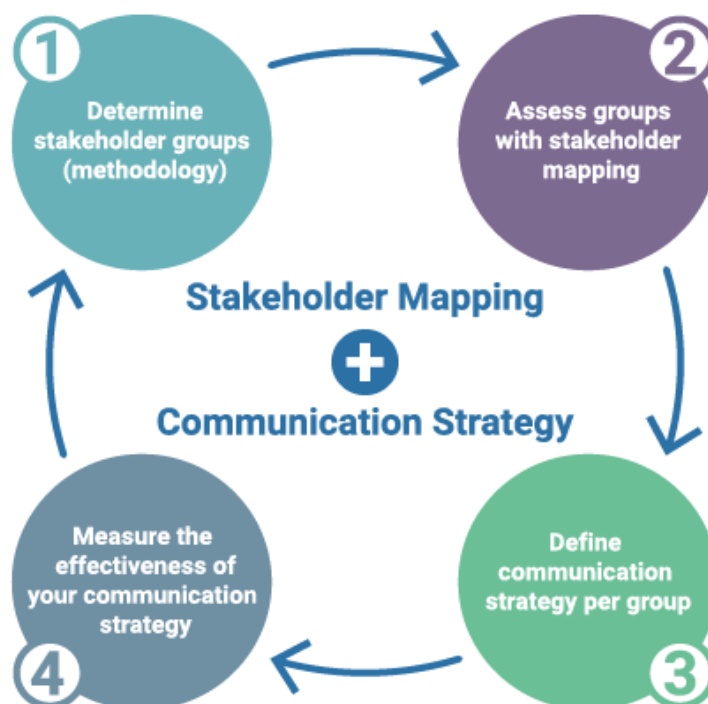 1
Determine
stakeholder groups
(methodology)
2
Assess groups
with stakeholder
mapping
Stakeholder Mapping
+
Communication Strategy
3
Define
communication
strategy per group
4
Measure the
effectiveness of
your communication
strategy